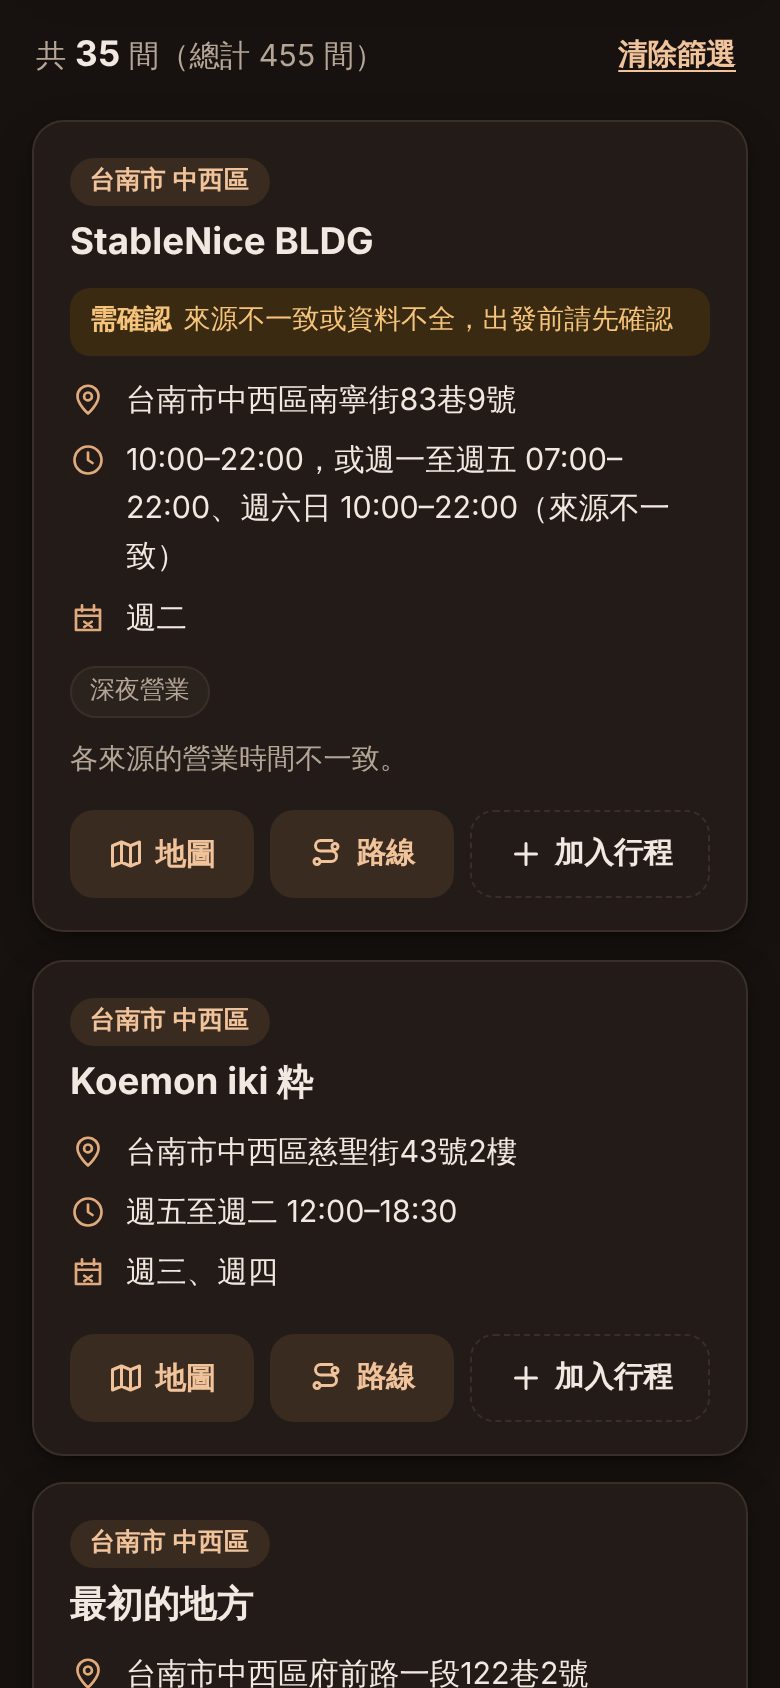 共 35 間（總計 455 間）
清除篩選
台南市 中西區
StableNice BLDG
需確認 來源不一致或資料不全，出發前請先確認
台南市中西區南寧街83巷9號
10:00–22:00，或週一至週五 07:00–
22:00、週六日 10:00–22:00（來源不一
致）
週二
深夜營業
各來源的營業時間不一致。
地圖
路線
加入行程
台南市 中西區
Koemon iki 粋
台南市中西區慈聖街43號2樓
週五至週二 12:00–18:30
週三、週四
地圖
路線
加入行程
台南市 中西區
最初的地方
台南市中西區府前路一段122巷2號